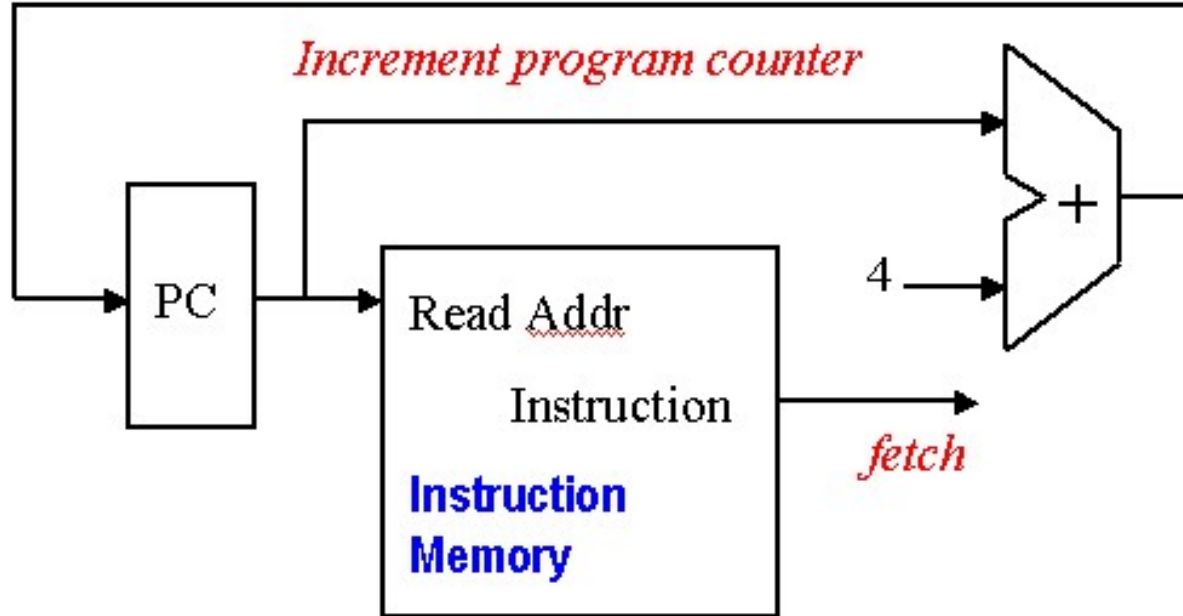 Increment program counter
PC
4
+
Read Addr
Instruction
fetch
Instruction
Memory